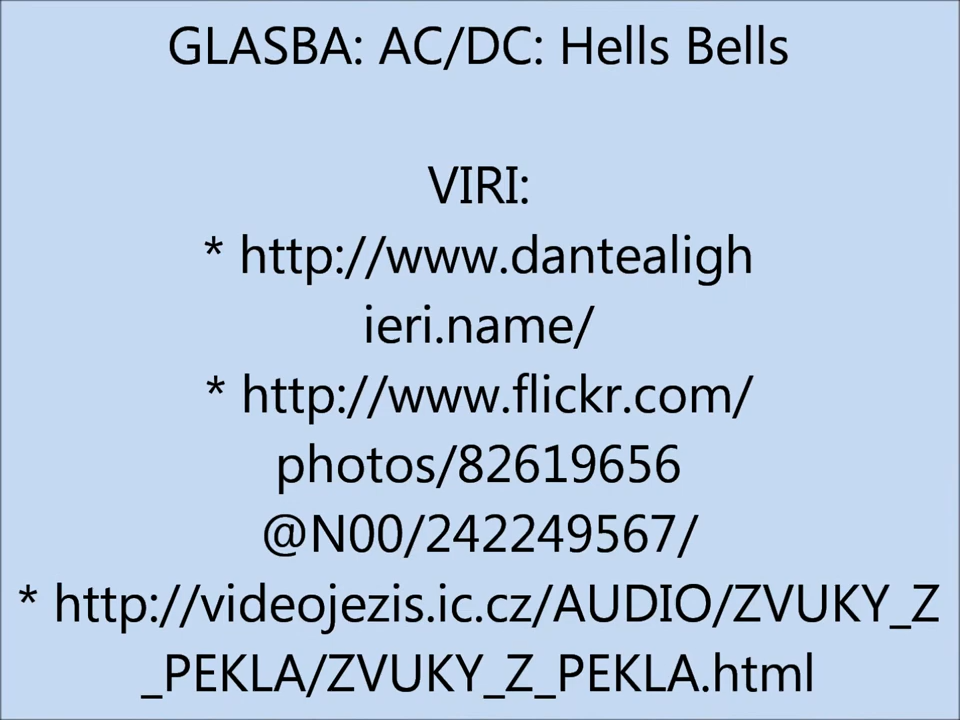 GLASBA: AC/DC: Hells Bells
VIRI:
* http://www.dantealigh
ieri.name/
* http://www.flickr.com/
photos/82619656
@N00/242249567/
* http://videojezis.ic.cz/AUDIO/ZVUKY_Z
_PEKLA/ZVUKY_Z_PEKLA.html